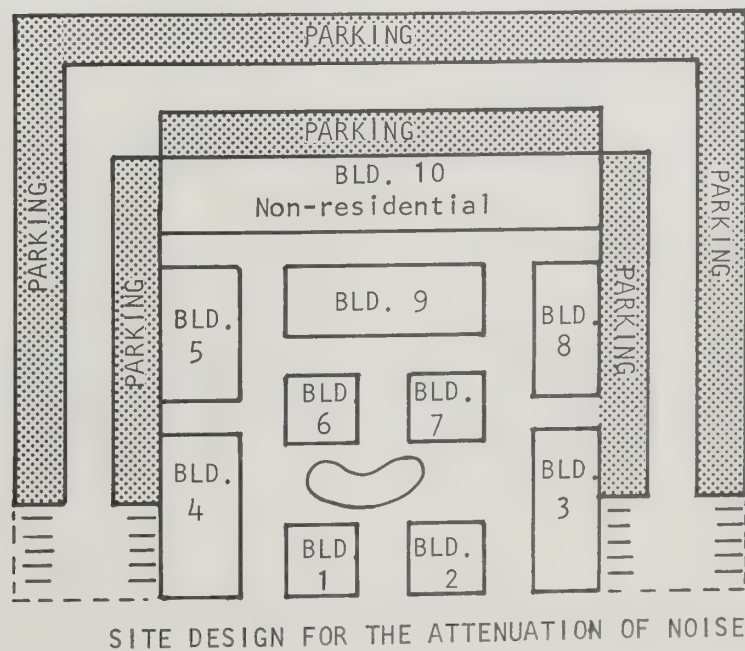 PARKING
PARKING
BLD. 10
Non-residential
PARKING
PARKING
PARKING
PARKING
BLD. 9
BLD.
5
BLD.
8
BLD
6
BLD.
7
BLD.
4
BLD.
3
BLD
1
BLD.
2
SITE DESIGN FOR THE ATTENUATION OF NOISE